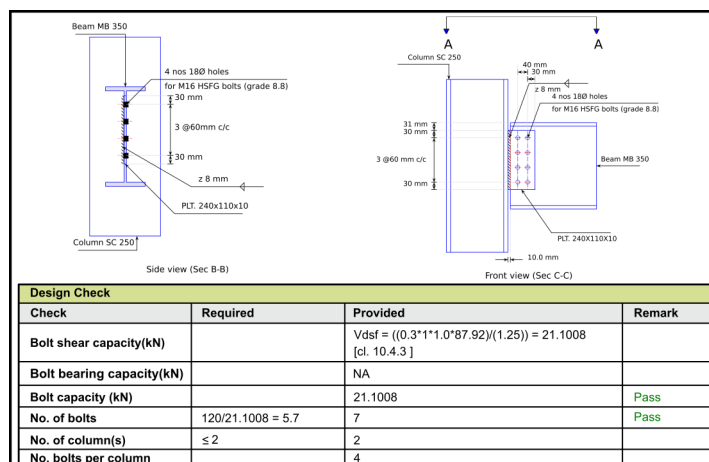 Beam MB 350
4 nos 18Ø holes
for M16 HSFG bolts (grade 8.8)
30 mm
3 @60mm c/c
30 mm
z 8 mm
PLT. 240x110x10
Column SC 250
Side view (Sec B-B)
A
A
Column SC 250
40 mm
30 mm
z 8 mm
4 nos 18Ø holes
for M16 HSFG bolts (grade 8.8)
31 mm
30 mm
3 @60 mm c/c
Beam MB 350
30 mm
PLT. 240X110X10
10.0 mm
Front view (Sec C-C)
Design Check
Check Required Provided Remark
Bolt shear capacity(kN) Vdsf = ((0.3*1*1.0*87.92)/(1.25)) = 21.1008
[cl. 10.4.3 ]
Bolt bearing capacity(kN) NA
Bolt capacity (kN) 21.1008 Pass
No. of bolts 120/21.1008 = 5.7 7 Pass
No. of column(s) ≤ 2 2
No. bolts per column 4